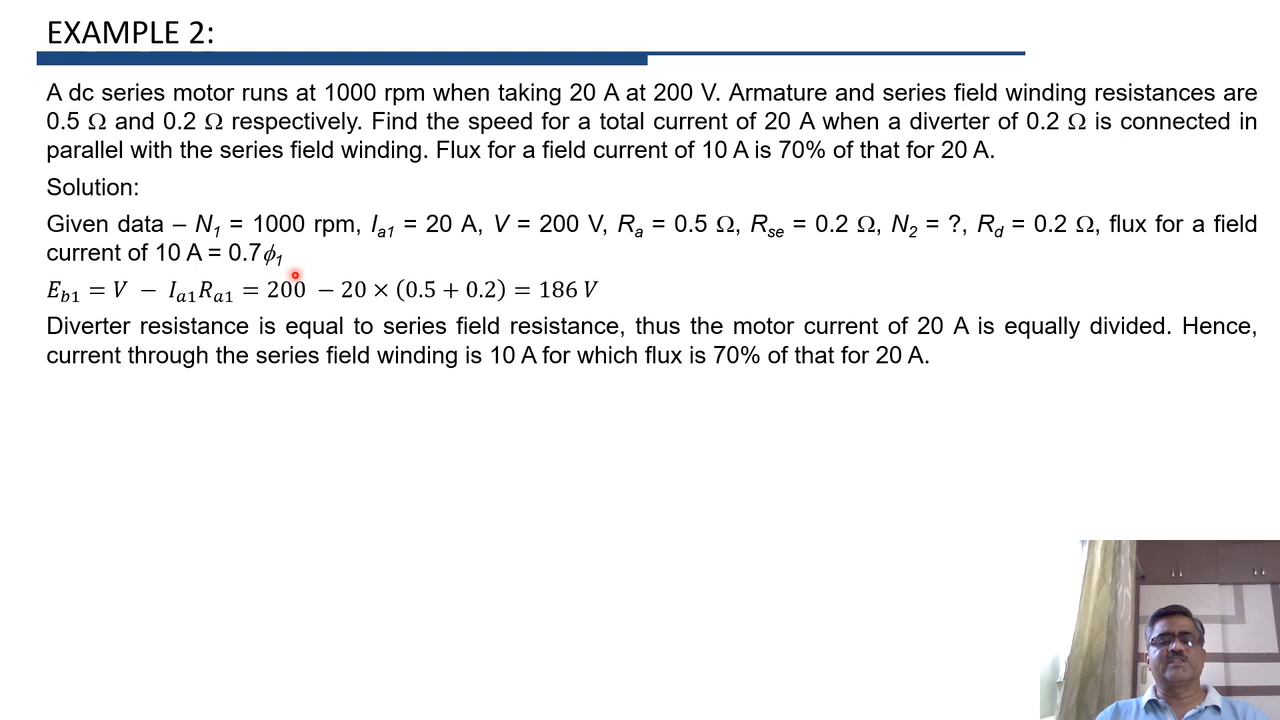 EXAMPLE 2:
A dc series motor runs at 1000 rpm when taking 20 A at 200 V. Armature and series field winding resistances are
0.5 Ω and 0.2 Ω respectively. Find the speed for a total current of 20 A when a diverter of 0.2 Ω is connected in
parallel with the series field winding. Flux for a field current of 10 A is 70% of that for 20 A.
Solution:
Given data – N₁ = 1000 rpm, Iₐ₁ = 20 A, V = 200 V, Rₐ = 0.5 Ω, R_se = 0.2 Ω, N₂ = ?, R_d = 0.2 Ω, flux for a field
current of 10 A = 0.7ϕ₁
E_b1 = V − I_a1 R_a1 = 200 − 20 × (0.5 + 0.2) = 186 V
Diverter resistance is equal to series field resistance, thus the motor current of 20 A is equally divided. Hence,
current through the series field winding is 10 A for which flux is 70% of that for 20 A.